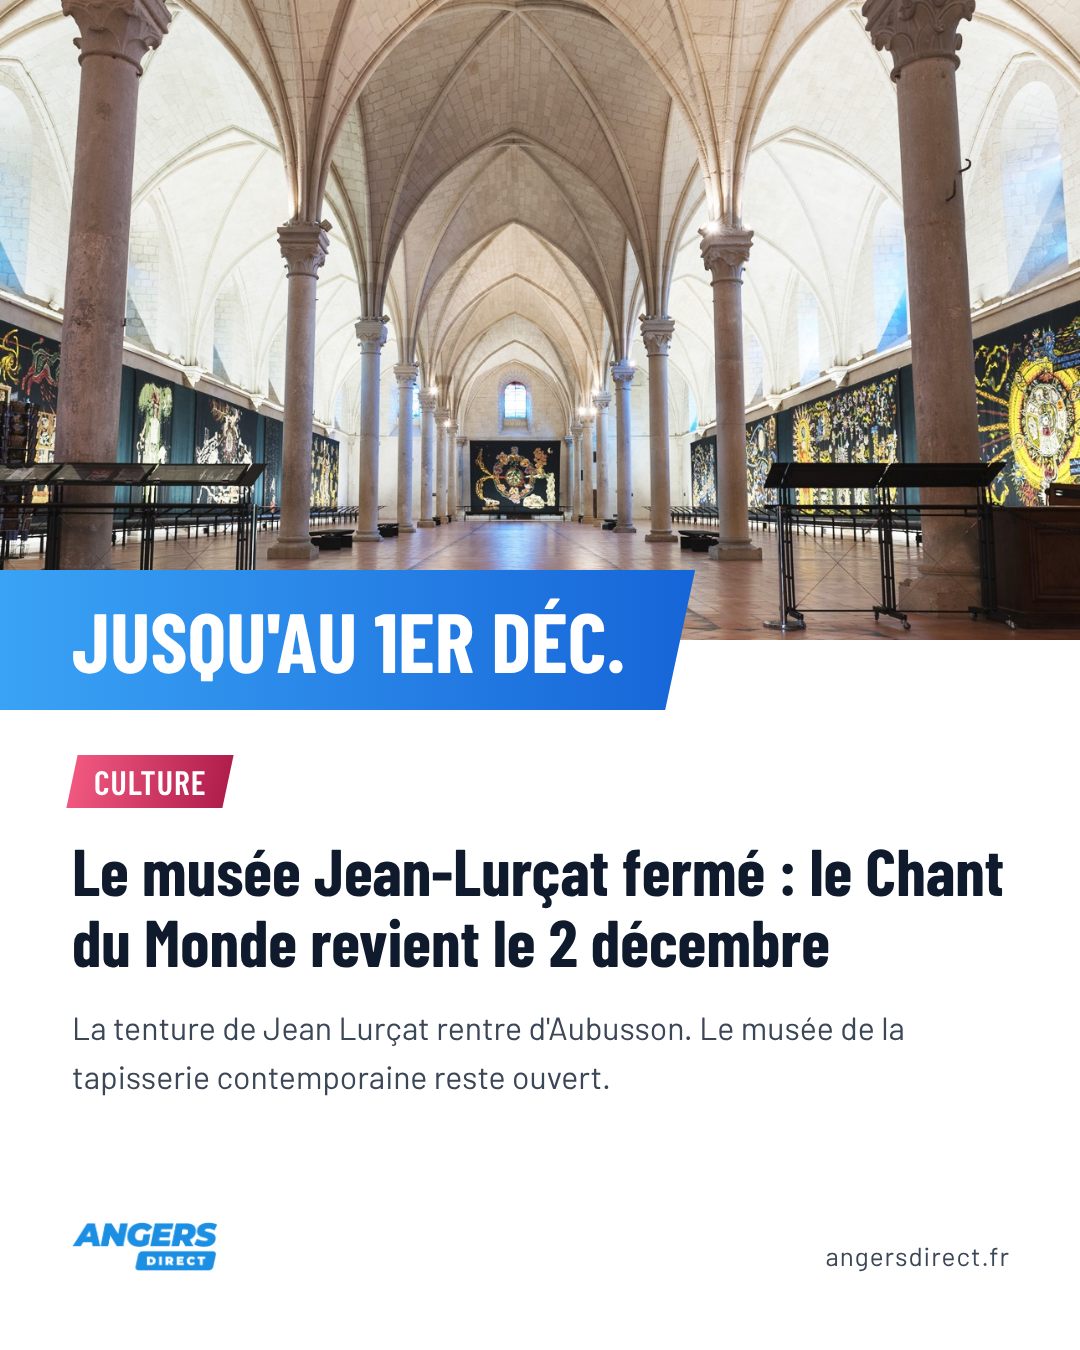 JUSQU'AU 1ER DÉC.
CULTURE
Le musée Jean-Lurçat fermé : le Chant
du Monde revient le 2 décembre
La tenture de Jean Lurçat rentre d'Aubusson. Le musée de la
tapisserie contemporaine reste ouvert.
ANGERS
DIRECT
angersdirect.fr